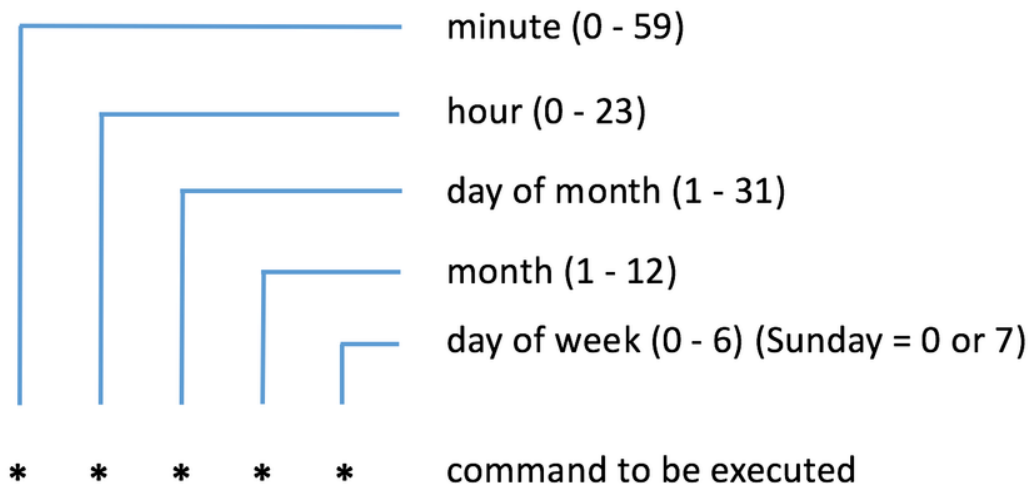 minute (0 - 59)
hour (0 - 23)
day of month (1 - 31)
month (1 - 12)
day of week (0 - 6) (Sunday = 0 or 7)
* * * * * command to be executed